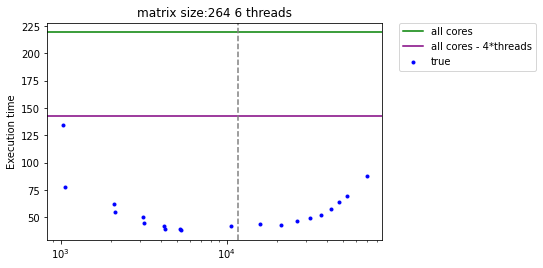 matrix size:264 6 threads
225
200
175
150
125
100
75
50
Execution time
10³
10⁴
all cores
all cores - 4*threads
true